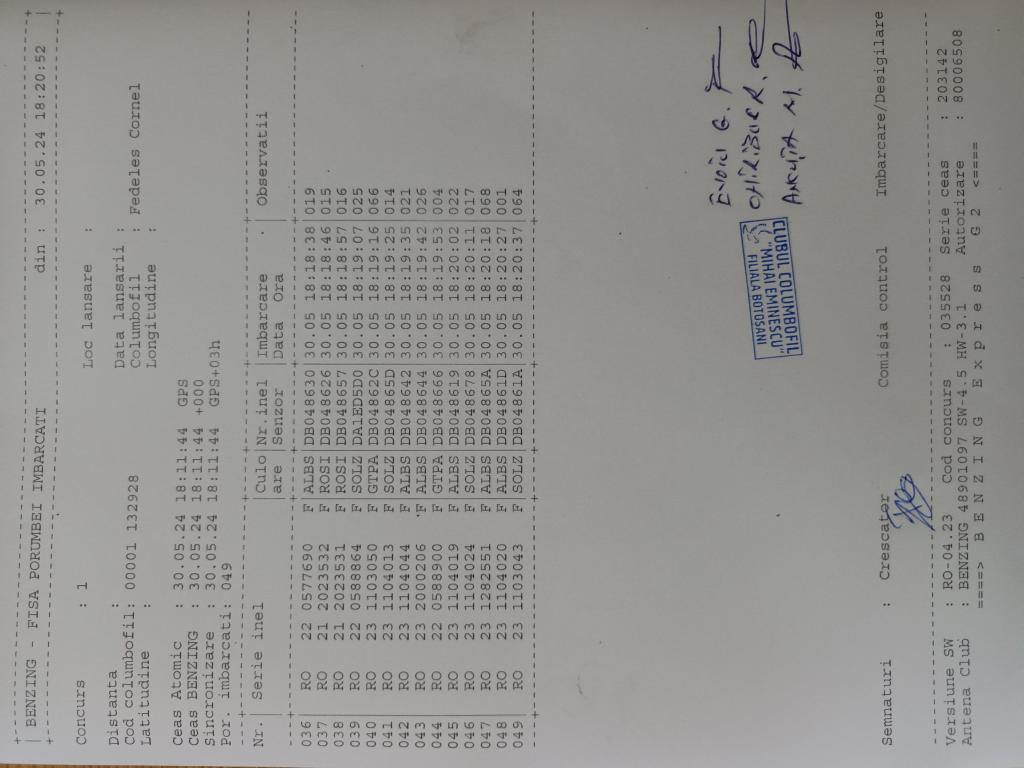 | BENZING - FISA PORUMBEI IMBARCATI din : 30.05.24 18:20:52 |
Concurs : 1 Loc lansare :
Distanta : Data lansarii :
Cod columbofil: 00001 132928 Columbofil : Fedeles Cornel
Latitudine : Longitudine :
Ceas Atomic : 30.05.24 18:11:44 GPS
Ceas BENZING : 30.05.24 18:11:44 +000
Sincronizare : 30.05.24 18:11:44 GPS+03h
Por. imbarcati: 049
Nr. | Serie inel |Culo|Nr.inel |Imbarcare . | Observatii
|are |Senzor |Data Ora |
036 | RO 22 0577690 F |ALBS|DB048630|30.05 18:18:38|019
037 | RO 21 2023532 F |ROSI|DB048626|30.05 18:18:46|015
038 | RO 21 2023531 F |ROSI|DB048557|30.05 18:18:57|016
039 | RO 22 0588864 F |SOLZ|DA1ED5D0|30.05 18:19:07|025
040 | RO 23 1103050 F |GTPA|DB04862C|30.05 18:19:16|066
041 | RO 23 1104013 F |SOLZ|DB04865D|30.05 18:19:25|014
042 | RO 23 1104044 F |ALBS|DB048642|30.05 18:19:35|021
043 | RO 23 2000206 F |ALBS|DB048644|30.05 18:19:42|026
044 | RO 22 0588900 F |GTPA|DB048666|30.05 18:19:53|004
045 | RO 23 1104019 F |ALBS|DB048619|30.05 18:20:02|022
046 | RO 23 1104024 F |SOLZ|DB048678|30.05 18:20:11|017
047 | RO 23 1282551 F |ALBS|DB04865A|30.05 18:20:18|068
048 | RO 23 1104020 F |ALBS|DB04861D|30.05 18:20:27|001
049 | RO 23 1103043 F |SOLZ|DB04861A|30.05 18:20:37|064
CLUBUL COLUMBOFIL
"MIHAI EMINESCU"
FILIALA BOTOSANI
Semnaturi : Crescator Comisia control Imbarcare/Desigilare
Versiune SW : RO-04.23 Cod concurs : 035528 Serie ceas : 203142
Antena Club : BENZING 48901097 SW-4.5 HW-3.1 Autorizare : 80006508
====> B E N Z I N G E x p r e s s G 2 <====